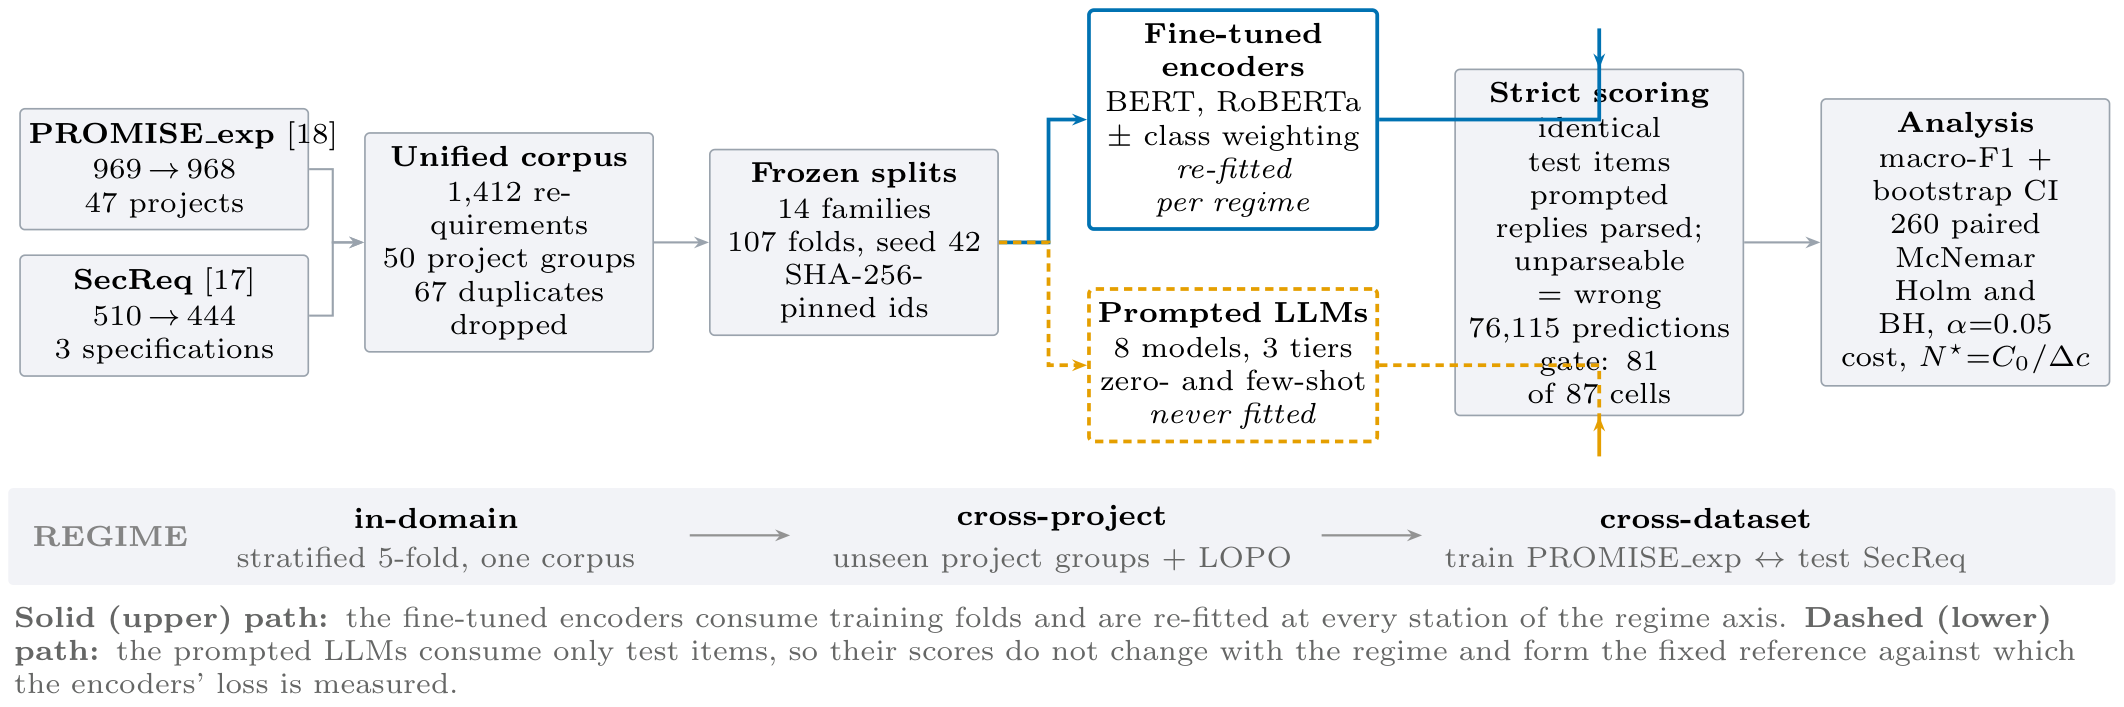 PROMISE_exp [18]
969→968
47 projects
SecReq [17]
510→444
3 specifications
Unified corpus
1,412 re-
quirements
50 project groups
67 duplicates
dropped
Frozen splits
14 families
107 folds, seed 42
SHA-256-
pinned ids
Fine-tuned
encoders
BERT, RoBERTa
± class weighting
re-fitted
per regime
Prompted LLMs
8 models, 3 tiers
zero- and few-shot
never fitted
Strict scoring
identical
test items
prompted
replies parsed;
unparseable
= wrong
76,115 predictions
gate: 81
of 87 cells
Analysis
macro-F1 +
bootstrap CI
260 paired
McNemar
Holm and
BH, α=0.05
cost, N⋆=C₀/Δc
REGIME
in-domain
stratified 5-fold, one corpus
cross-project
unseen project groups + LOPO
cross-dataset
train PROMISE_exp ↔ test SecReq
Solid (upper) path: the fine-tuned encoders consume training folds and are re-fitted at every station of the regime axis. Dashed (lower)
path: the prompted LLMs consume only test items, so their scores do not change with the regime and form the fixed reference against which
the encoders' loss is measured.